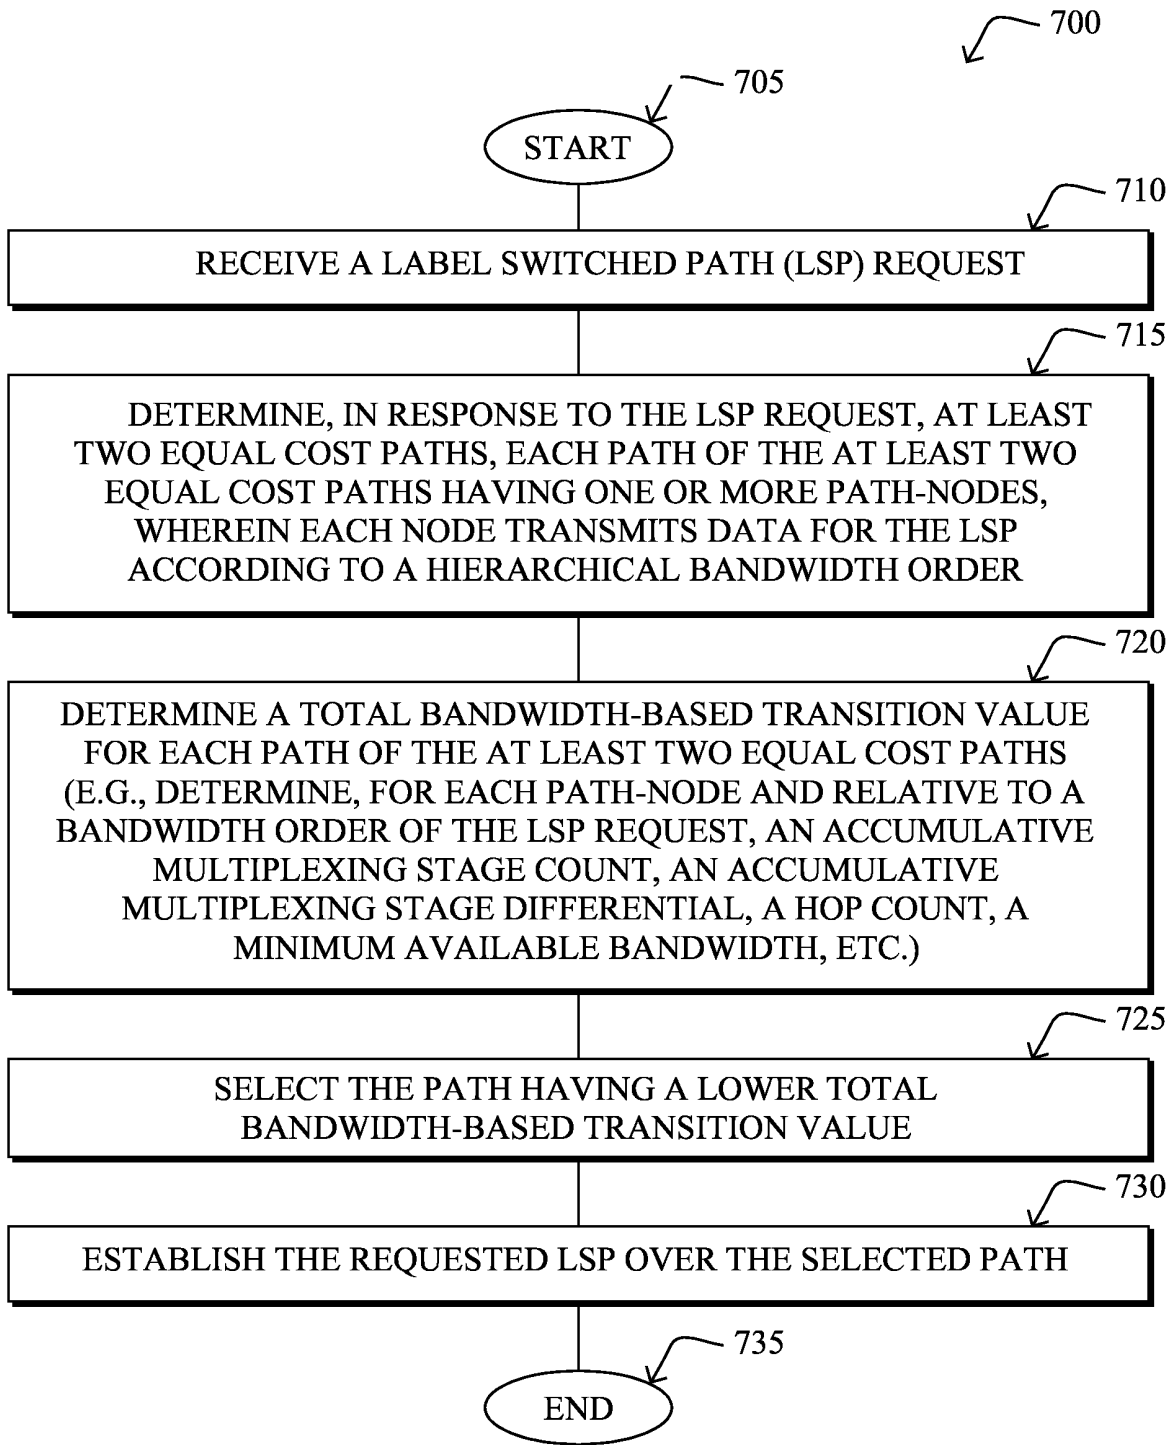 700
705
START
710
RECEIVE A LABEL SWITCHED PATH (LSP) REQUEST
715
DETERMINE, IN RESPONSE TO THE LSP REQUEST, AT LEAST
TWO EQUAL COST PATHS, EACH PATH OF THE AT LEAST TWO
EQUAL COST PATHS HAVING ONE OR MORE PATH-NODES,
WHEREIN EACH NODE TRANSMITS DATA FOR THE LSP
ACCORDING TO A HIERARCHICAL BANDWIDTH ORDER
720
DETERMINE A TOTAL BANDWIDTH-BASED TRANSITION VALUE
FOR EACH PATH OF THE AT LEAST TWO EQUAL COST PATHS
(E.G., DETERMINE, FOR EACH PATH-NODE AND RELATIVE TO A
BANDWIDTH ORDER OF THE LSP REQUEST, AN ACCUMULATIVE
MULTIPLEXING STAGE COUNT, AN ACCUMULATIVE
MULTIPLEXING STAGE DIFFERENTIAL, A HOP COUNT, A
MINIMUM AVAILABLE BANDWIDTH, ETC.)
725
SELECT THE PATH HAVING A LOWER TOTAL
BANDWIDTH-BASED TRANSITION VALUE
730
ESTABLISH THE REQUESTED LSP OVER THE SELECTED PATH
735
END